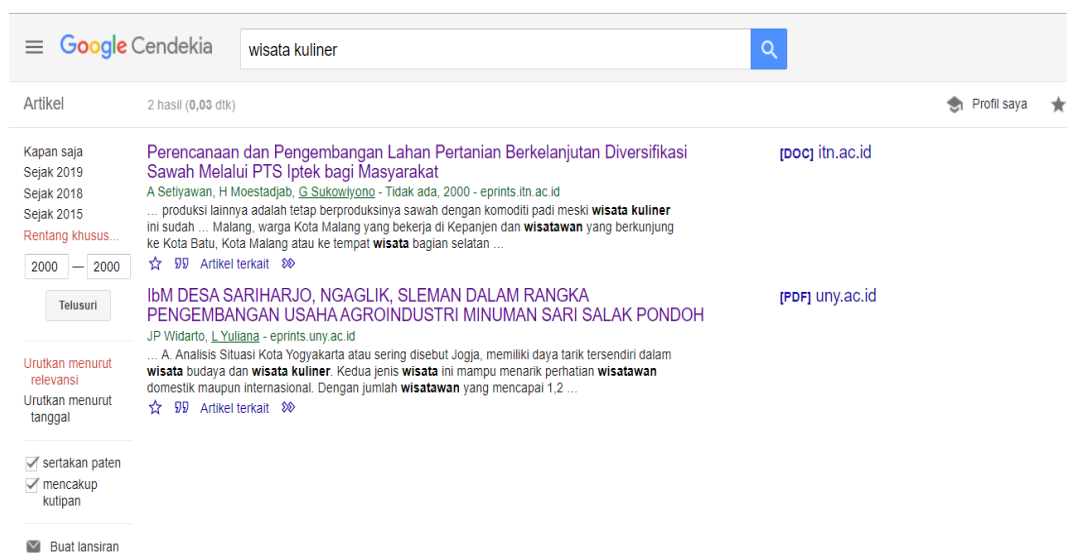 Google Cendekia
wisata kuliner
Artikel
2 hasil (0,03 dtk)
Profil saya
Kapan saja
Sejak 2019
Sejak 2018
Sejak 2015
Rentang khusus...
2000 — 2000
Telusuri
Urutkan menurut
relevansi
Urutkan menurut
tanggal
sertakan paten
mencakup
kutipan
Buat lansiran
Perencanaan dan Pengembangan Lahan Pertanian Berkelanjutan Diversifikasi
Sawah Melalui PTS Iptek bagi Masyarakat
A Setiyawan, H Moestadjab, G Sukowiyono - Tidak ada, 2000 - eprints.itn.ac.id
... produksi lainnya adalah tetap berproduksinya sawah dengan komoditi padi meski wisata kuliner
ini sudah ... Malang, warga Kota Malang yang bekerja di Kepanjen dan wisatawan yang berkunjung
ke Kota Batu, Kota Malang atau ke tempat wisata bagian selatan ...
Artikel terkait
[DOC] itn.ac.id
IbM DESA SARIHARJO, NGAGLIK, SLEMAN DALAM RANGKA
PENGEMBANGAN USAHA AGROINDUSTRI MINUMAN SARI SALAK PONDOH
JP Widarto, L Yuliana - eprints.uny.ac.id
... A. Analisis Situasi Kota Yogyakarta atau sering disebut Jogja, memiliki daya tarik tersendiri dalam
wisata budaya dan wisata kuliner. Kedua jenis wisata ini mampu menarik perhatian wisatawan
domestik maupun internasional. Dengan jumlah wisatawan yang mencapai 1,2 ...
Artikel terkait
[PDF] uny.ac.id